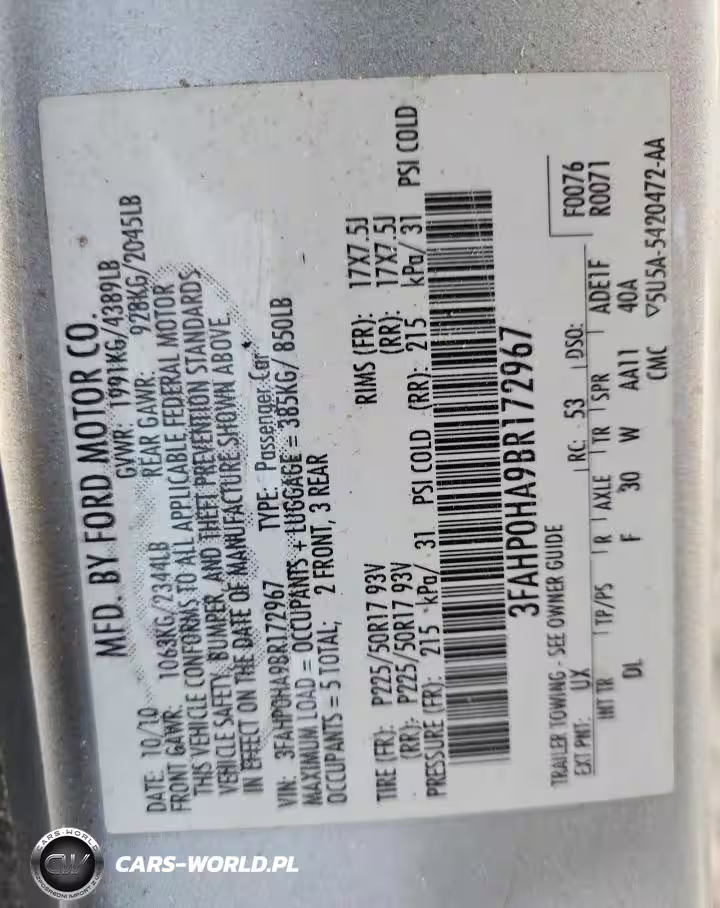 MFD. BY FORD MOTOR CO.
DATE: 10/10 GVWR: 1991KG/4389LB
FRONT GAWR: 1063KG/2344LB REAR GAWR: 928KG/2045LB
THIS VEHICLE CONFORMS TO ALL APPLICABLE FEDERAL MOTOR
VEHICLE SAFETY, BUMPER, AND THEFT PREVENTION STANDARDS
IN EFFECT ON THE DATE OF MANUFACTURE SHOWN ABOVE.
VIN: 3FAHP0HA9BR172967 TYPE: Passenger Car
MAXIMUM LOAD = OCCUPANTS + LUGGAGE = 385KG/ 850LB
OCCUPANTS = 5 TOTAL; 2 FRONT, 3 REAR
TIRE (FR): P225/50R17 93V RIMS (FR): 17X7.5J
(RR): P225/50R17 93V (RR): 17X7.5J
PRESSURE (FR): 215 kPa/ 31 PSI COLD (RR): 215 kPa/ 31 PSI COLD
3FAHP0HA9BR172967
TRAILER TOWING - SEE OWNER GUIDE
F0076
EXT PNT: UX RC: 53 DSO: R0071
INT TR TP/PS R AXLE TR SPR ADE1F
DL F 30 W AA11 40A
CMC ▽5U5A-5420472-AA
CARS-WORLD
CW
CARS-WORLD.PL